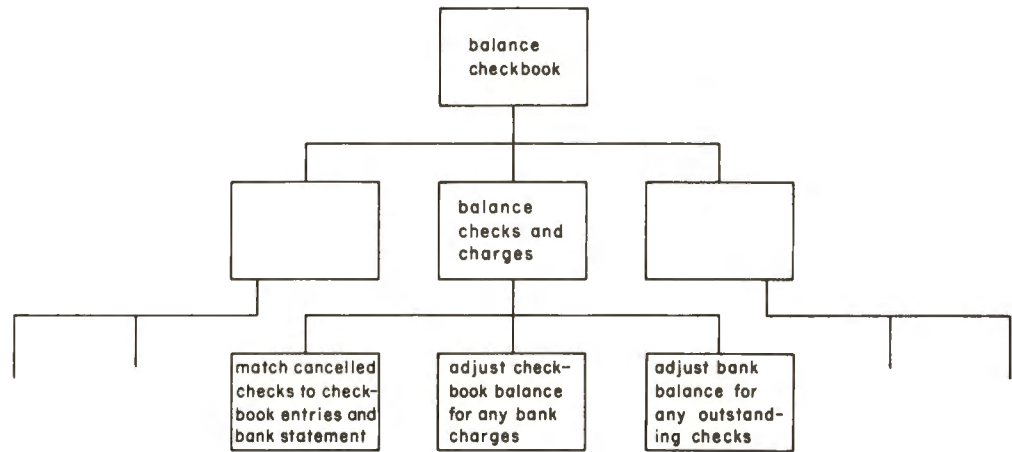 balance
checkbook
balance
checks and
charges
match cancelled
checks to check-
book entries and
bank statement
adjust check-
book balance
for any bank
charges
adjust bank
balance for
any outstand-
ing checks